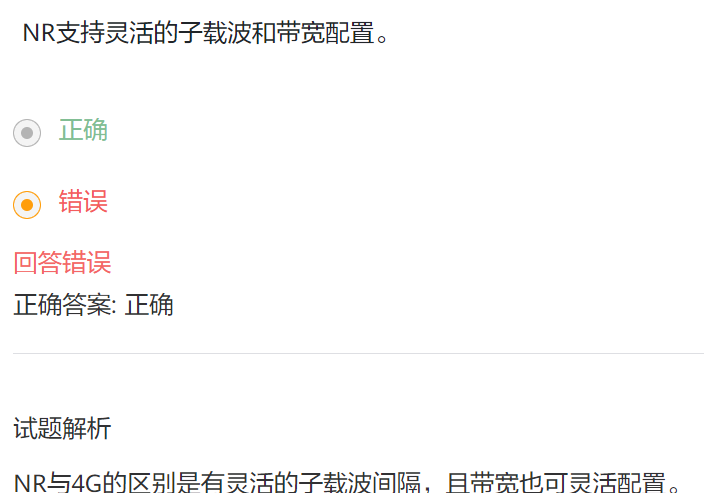 NR支持灵活的子载波和带宽配置。
正确
错误
回答错误
正确答案: 正确
试题解析
NR与4G的区别是有灵活的子载波间隔，且带宽也可灵活配置。